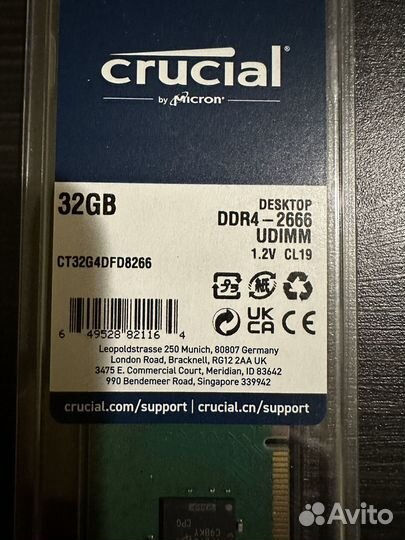 crucial®
by Micron®
32GB
DESKTOP
DDR4-2666
UDIMM
1.2V CL19
CT32G4DFD8266
紙
UK
CA
CE
6 49528 82116 4
Leopoldstrasse 250 Munich, 80807 Germany
London Road, Bracknell, RG12 2AA UK
3475 E. Commercial Court, Meridian, ID 83642
990 Bendemeer Road, Singapore 339942
crucial.com/support | crucial.cn/support
C9BKY
Avito